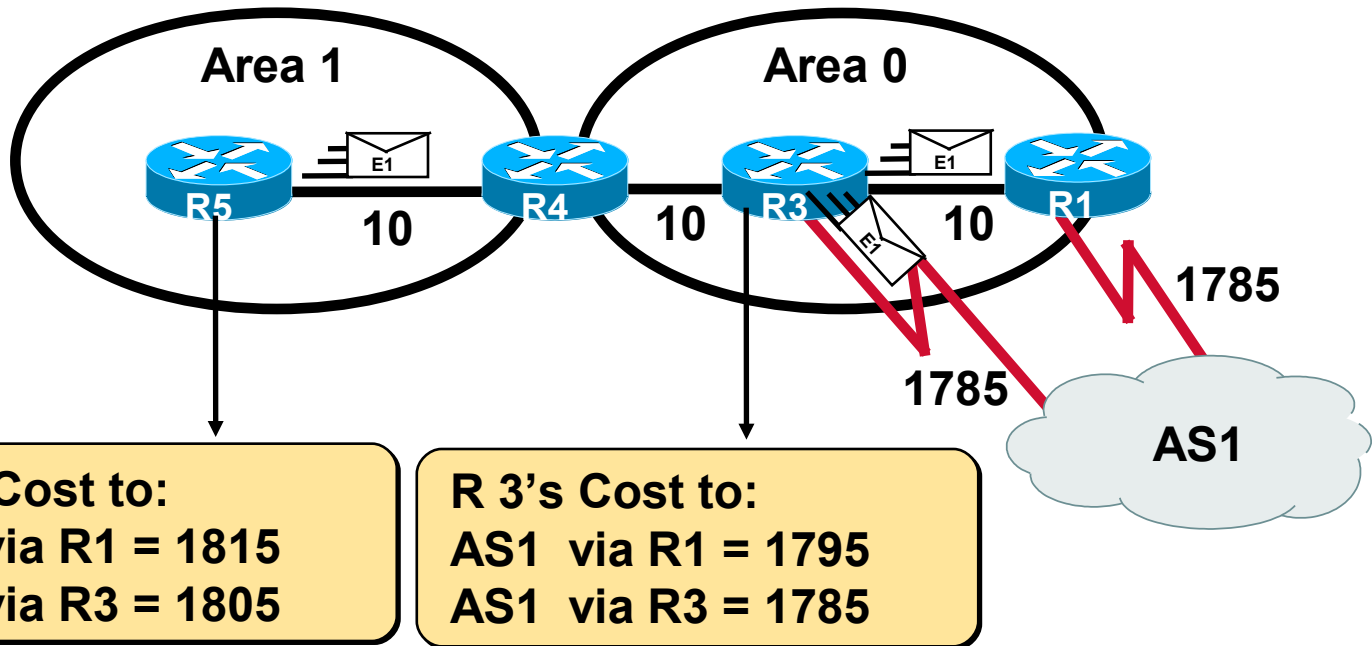 Area 1
Area 0
E1
E1
R5
R4
R3
R1
10
10
10
E1
1785
1785
AS1
Cost to:
via R1 = 1815
via R3 = 1805
R 3's Cost to:
AS1 via R1 = 1795
AS1 via R3 = 1785